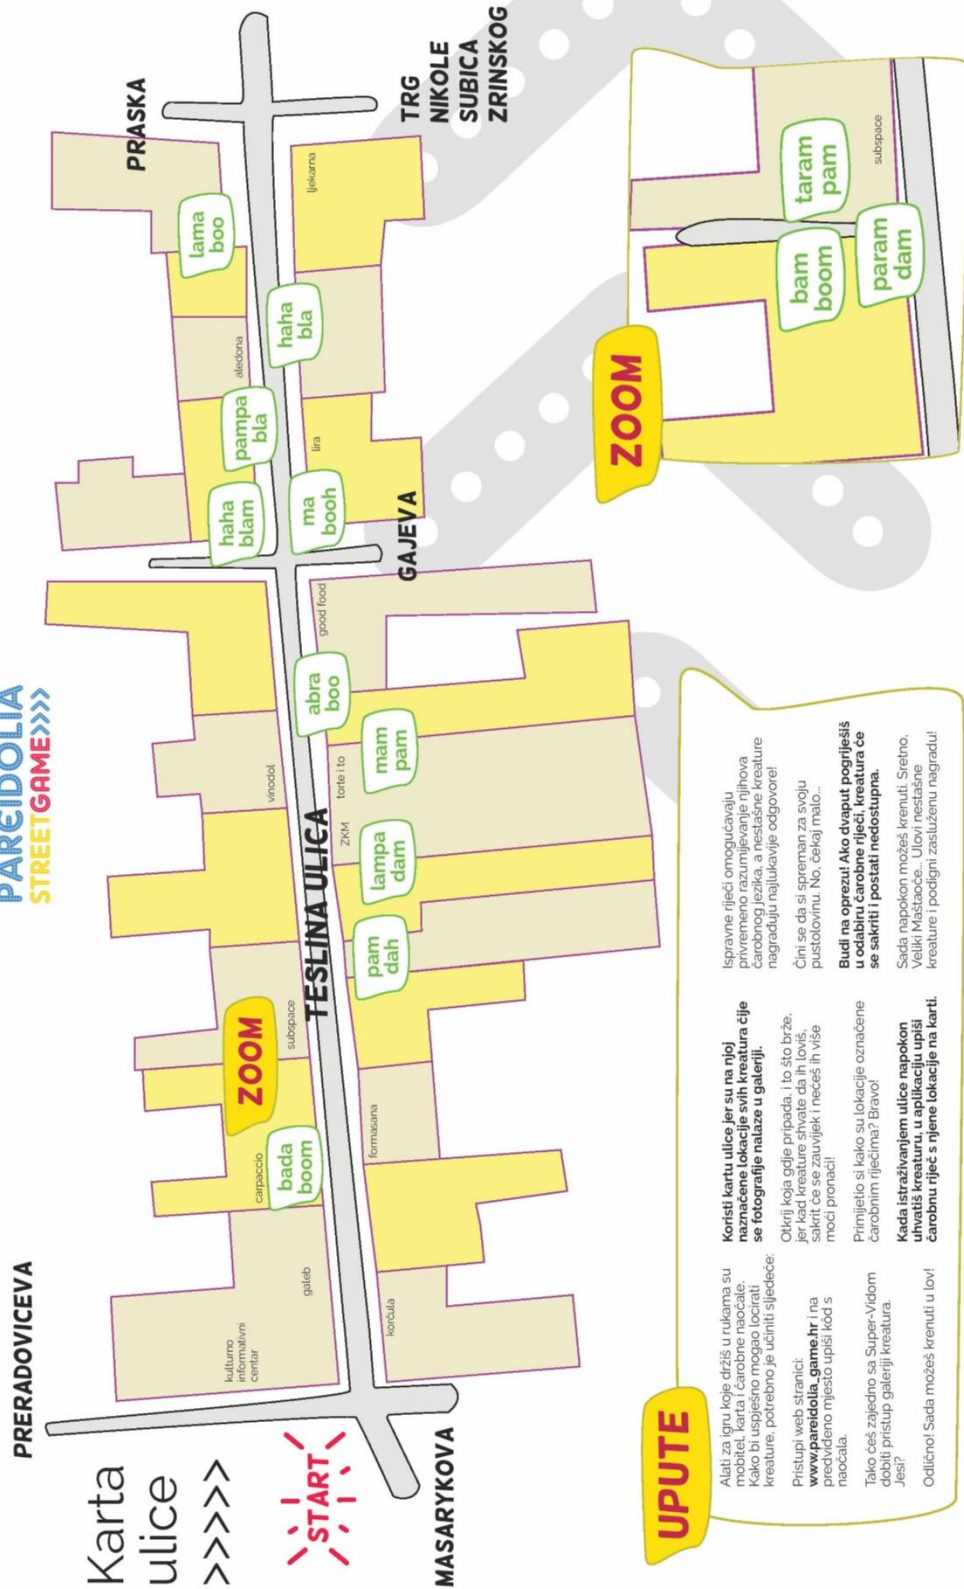 PAREIDOLIA
STREETGAME>>>>
Karta
ulice
>>>>>
START
PRERADOVIĆEVA
MASARYKOVA
TESLINA ULICA
GAJEVA
PRASKA
TRG
NIKOLE
SUBICA
ZRINSKOG
kulturno
informativni
centar
galeb
carpaccio
bada
boom
ZOOM
subspace
vinodol
haha
blam
pampa
bla
aledona
lama
boo
korčula
formasana
pam
dah
lampa
dam
ZKM
torte i to
mam
pam
abra
boo
good food
ma
booh
lira
haha
bla
ljekarna
UPUTE
Alati za igru koje držiš u rukama su
mobitel, karta i čarobne naočale.
Kako bi uspješno mogao locirati
kreature, potrebno je učiniti sljedeće:
Pristupi web stranici:
www.pareidolia_game.hr i na
predviđeno mjesto upiši kôd s
naočala.
Tako ćeš zajedno sa Super-Vidom
dobiti pristup galeriji kreatura.
Jesi?
Odlično! Sada možeš krenuti u lov!
Koristi kartu ulice jer su na njoj
naznačene lokacije svih kreatura čije
se fotografije nalaze u galeriji.
Otkrij koja gdje pripada, i to što brže,
jer kad kreature shvate da ih loviš,
sakrit će se zauvijek i nećeš ih više
moći pronaći!
Primijetio si kako su lokacije označene
čarobnim riječima? Bravo!
Kada istraživanjem ulice napokon
uhvatiš kreaturu, u aplikaciju upiši
čarobnu riječ s njene lokacije na karti.
Ispravne riječi omogućavaju
privremeno razumijevanje njihova
čarobnog jezika, a nestašne kreature
nagrađuju najlukavije odgovore!
Čini se da si spreman za svoju
pustolovinu. No, čekaj malo...
Budi na oprezu! Ako dvaput pogriješiš
u odabiru čarobne riječi, kreatura će
se sakriti i postati nedostupna.
Sada napokon možeš krenuti. Sretno,
Veliki Maštaoče... Ulovi nestašne
kreature i podigni zasluženu nagradu!
ZOOM
bam
boom
taram
pam
param
dam
subspace